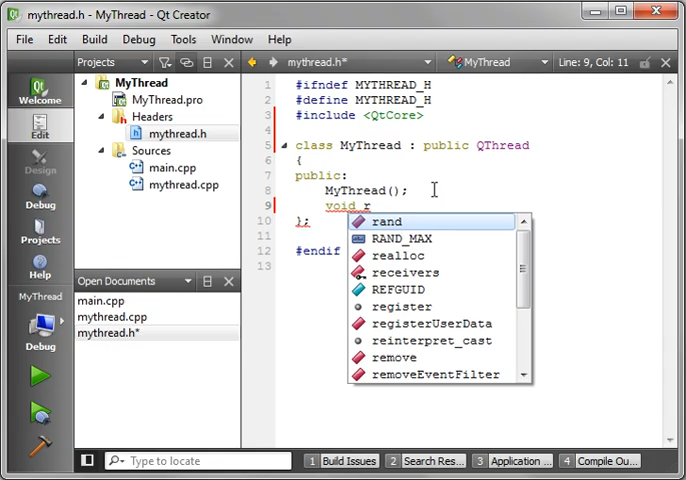 mythread.h - MyThread - Qt Creator
File Edit Build Debug Tools Window Help
Projects
mythread.h*
MyThread
Line: 9, Col: 11
Welcome
Edit
Design
Debug
Projects
Help
MyThread
Debug
MyThread
MyThread.pro
Headers
mythread.h
Sources
main.cpp
mythread.cpp
Open Documents
main.cpp
mythread.cpp
mythread.h*
1 #ifndef MYTHREAD_H
2 #define MYTHREAD_H
3 #include <QtCore>
4
5 class MyThread : public QThread
6 {
7 public:
8 MyThread();
9 void r
10 };
11
12 #endif
13
rand
RAND_MAX
realloc
receivers
REFGUID
register
registerUserData
reinterpret_cast
remove
removeEventFilter
Type to locate
1 Build Issues 2 Search Res... 3 Application ... 4 Compile Ou...